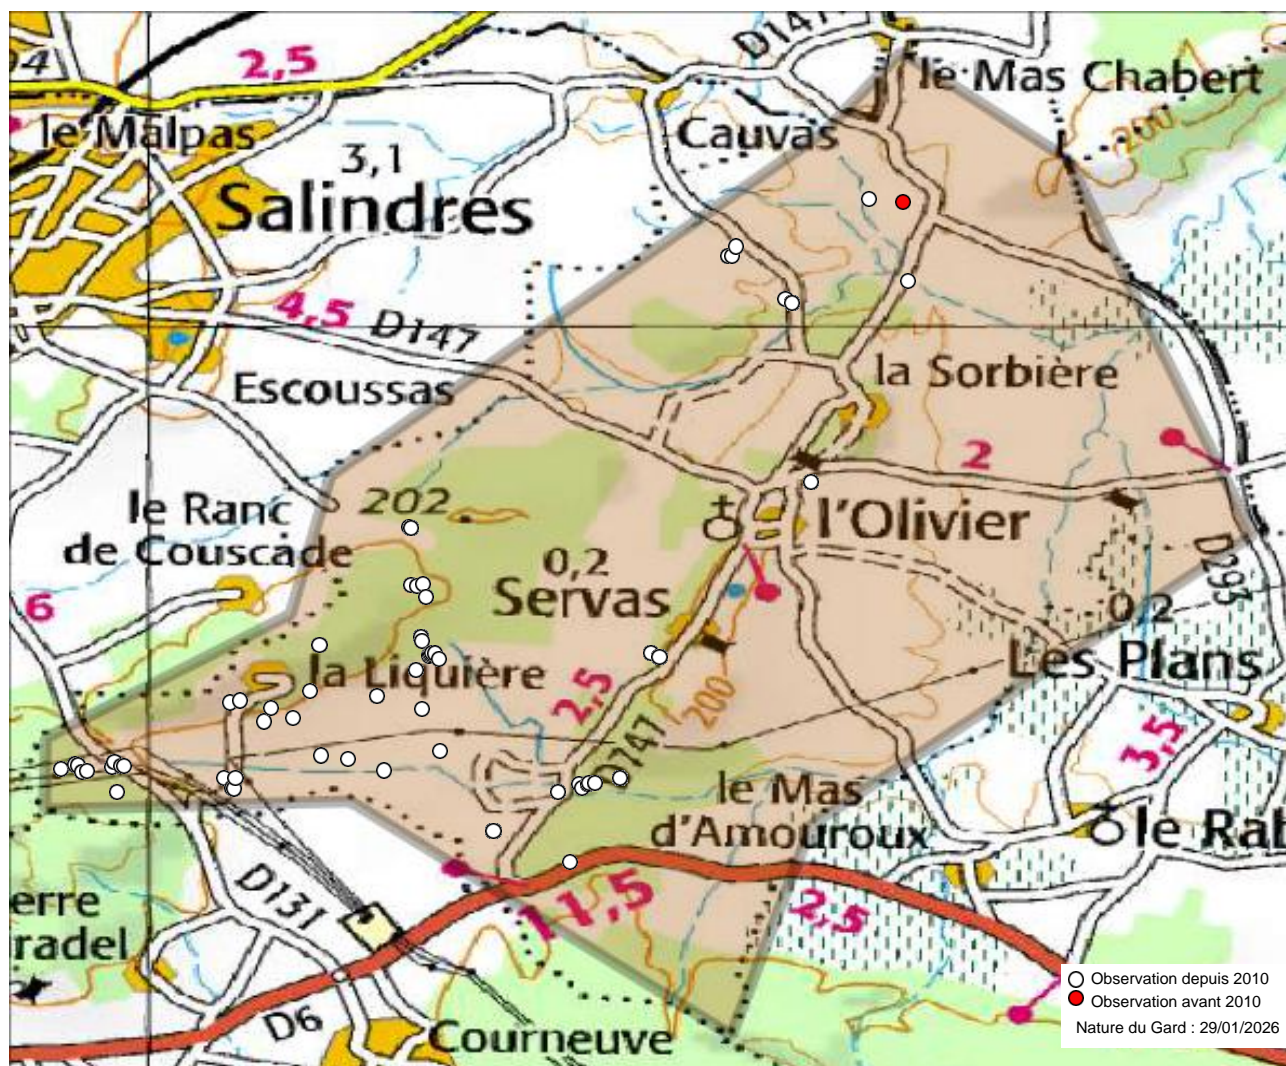 D147
2,5
le Mas Chabert
le Malpas
Cauvas
200
3,1
Salindres
4,5
D147
Escoussas
la Sorbière
2
le Ranc
de Couscade
202
l'Olivier
0,2
Servas
6
D293
0,2
Les Plans
la Liquière
2,5
200
D747
3,5
le Mas
d'Amouroux
le Ral
11,5
2,5
D131
erre
radel
D6
Courneuve
Observation depuis 2010
Observation avant 2010
Nature du Gard : 29/01/2026